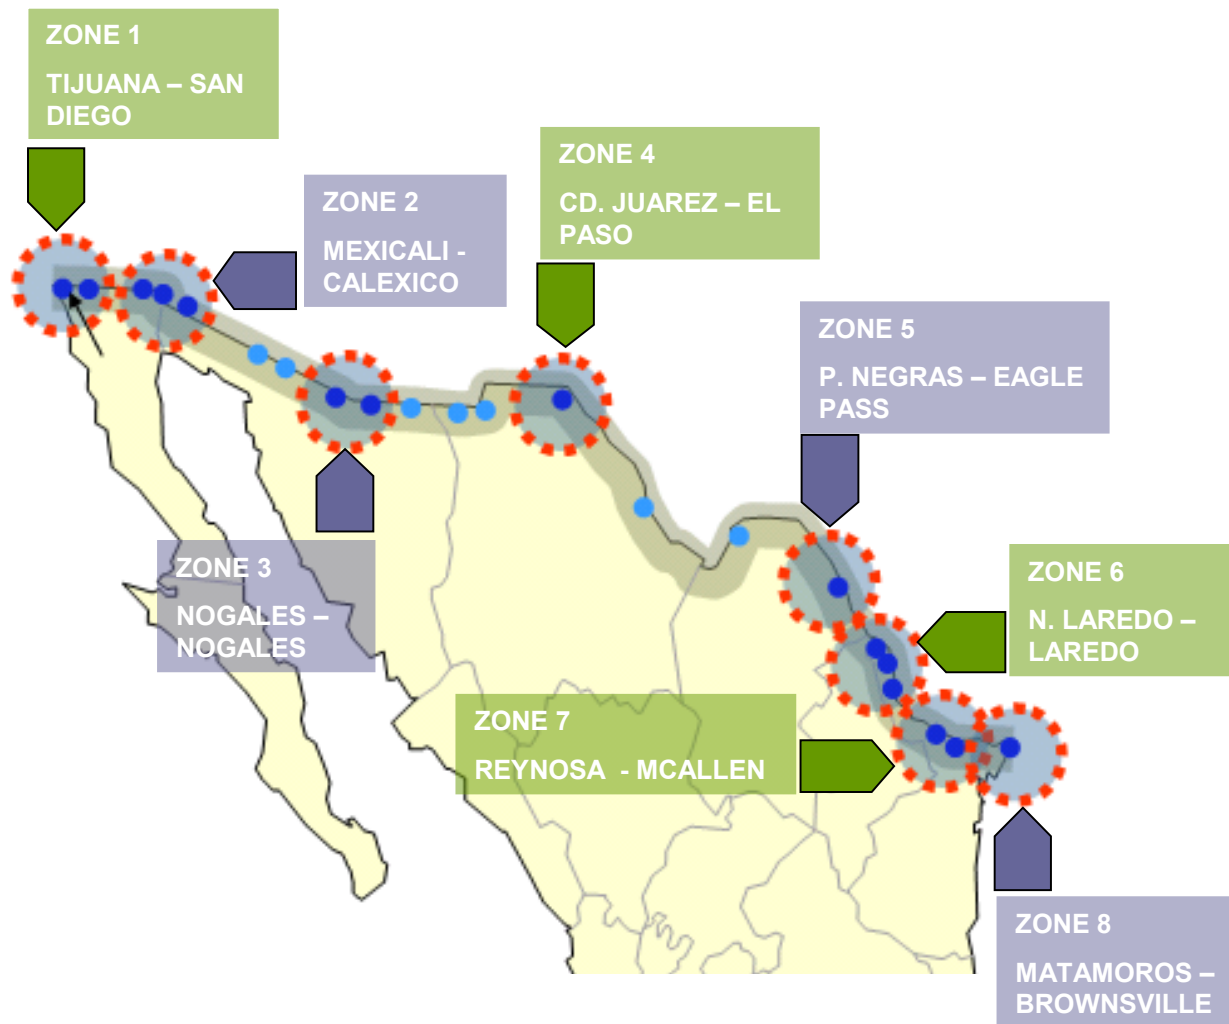 ZONE 1
TIJUANA – SAN
DIEGO
ZONE 2
MEXICALI -
CALEXICO
ZONE 3
NOGALES –
NOGALES
ZONE 4
CD. JUAREZ – EL
PASO
ZONE 5
P. NEGRAS – EAGLE
PASS
ZONE 6
N. LAREDO –
LAREDO
ZONE 7
REYNOSA - MCALLEN
ZONE 8
MATAMOROS –
BROWNSVILLE